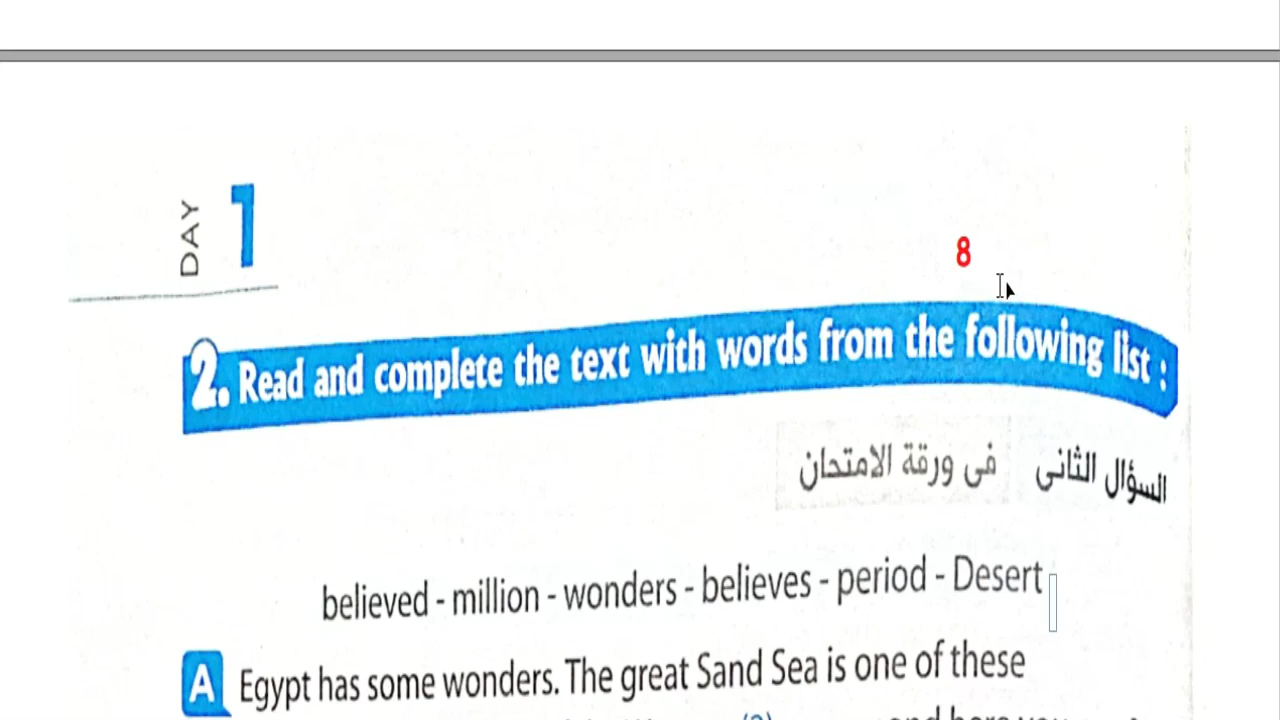 DAY 1
8
2. Read and complete the text with words from the following list :
السؤال الثانى فى ورقة الامتحان
believed - million - wonders - believes - period - Desert
A Egypt has some wonders. The great Sand Sea is one of these